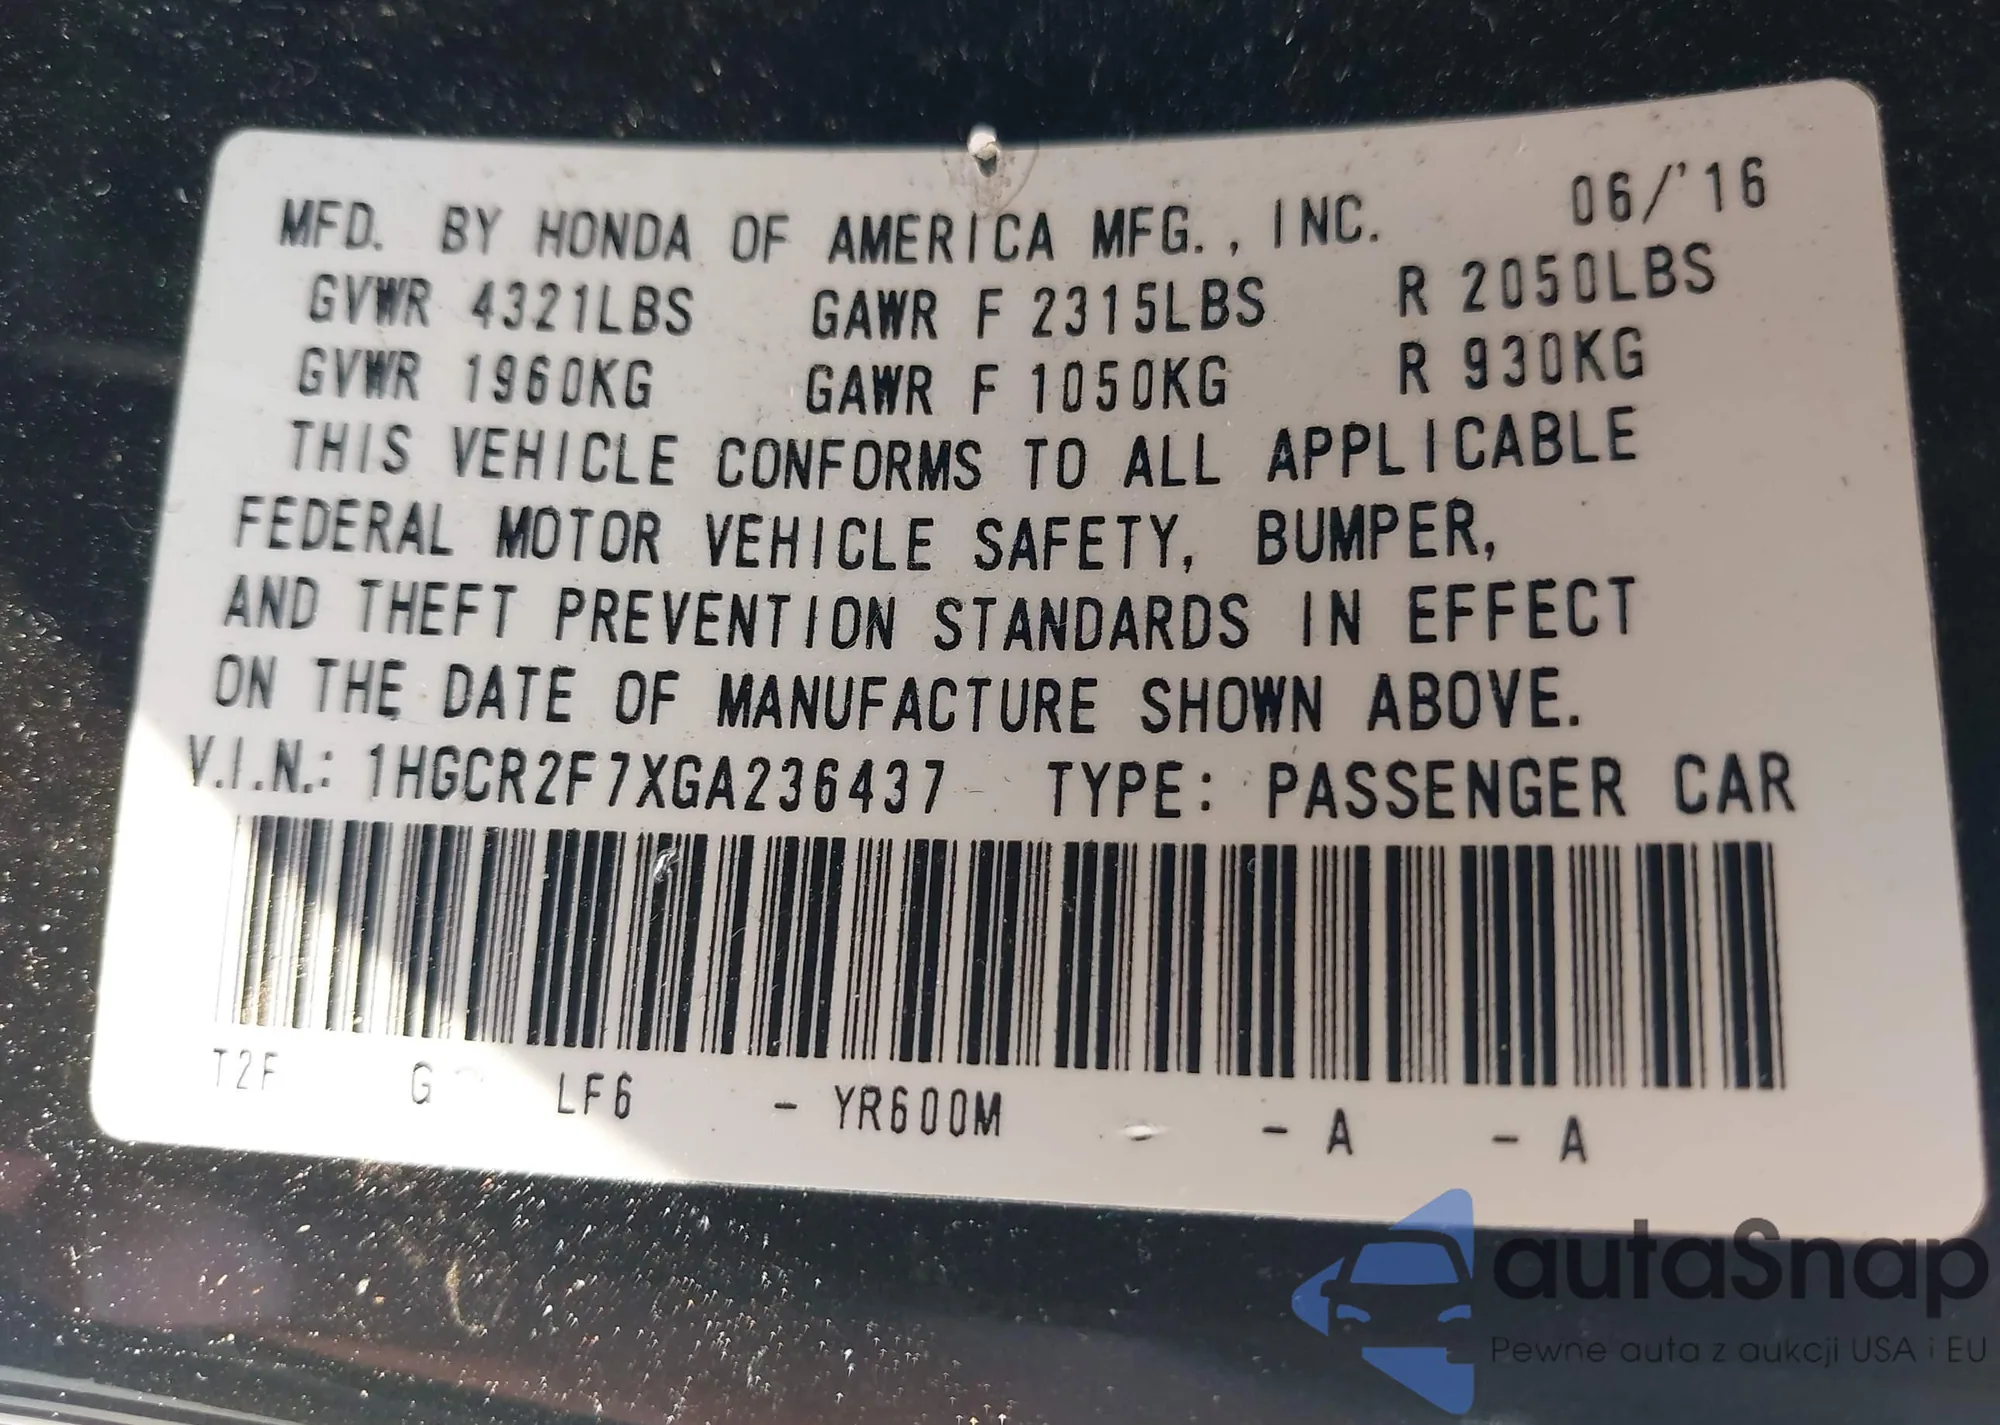 MFD. BY HONDA OF AMERICA MFG., INC. 06/'16
GVWR 4321LBS GAWR F 2315LBS R 2050LBS
GVWR 1960KG GAWR F 1050KG R 930KG
THIS VEHICLE CONFORMS TO ALL APPLICABLE
FEDERAL MOTOR VEHICLE SAFETY, BUMPER,
AND THEFT PREVENTION STANDARDS IN EFFECT
ON THE DATE OF MANUFACTURE SHOWN ABOVE.
V.I.N.: 1HGCR2F7XGA236437 TYPE: PASSENGER CAR
T2F G LF6 - YR600M - A - A
autaSnap
Pewne auta z aukcji USA i EU